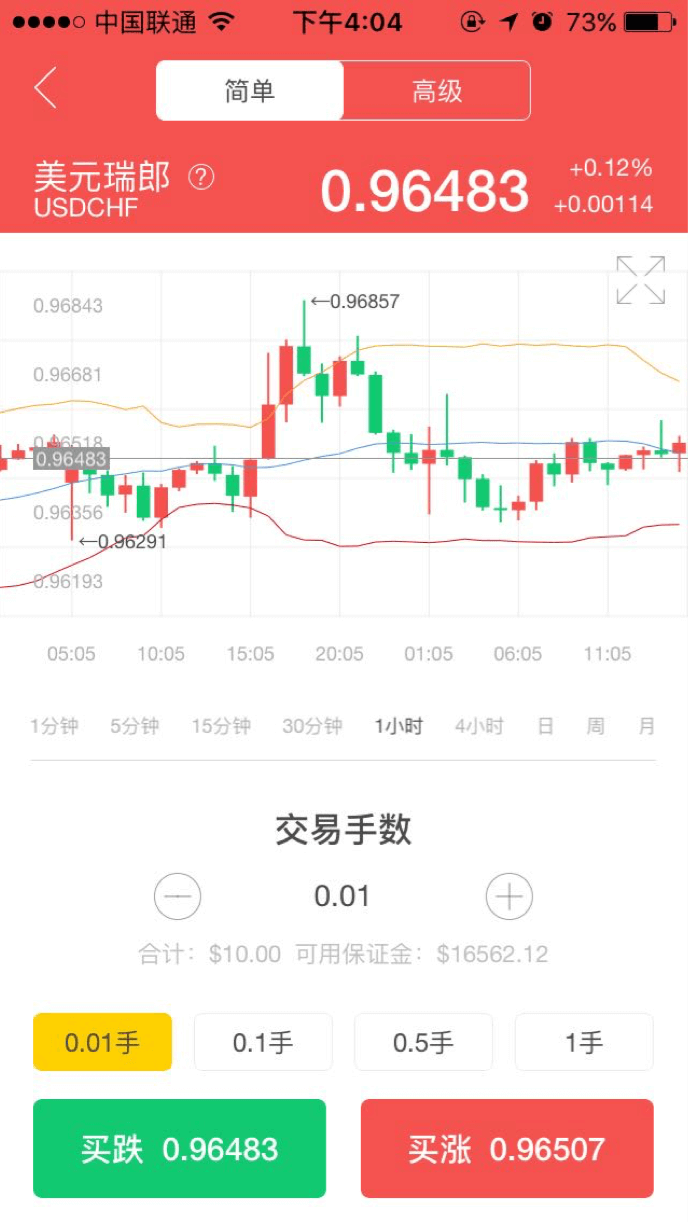 中国联通 下午4:04 73%
简单 高级
美元瑞郎 ? 0.96483 +0.12%
USDCHF +0.00114
0.96843
←0.96857
0.96681
0.96518
0.96483
0.96356
←0.96291
0.96193
05:05 10:05 15:05 20:05 01:05 06:05 11:05
1分钟 5分钟 15分钟 30分钟 1小时 4小时 日 周 月
交易手数
0.01
合计：$10.00 可用保证金：$16562.12
0.01手 0.1手 0.5手 1手
买跌 0.96483 买涨 0.96507